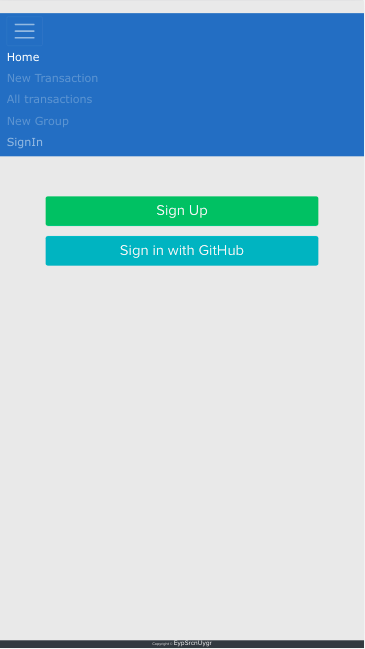 Home
New Transaction
All transactions
New Group
SignIn
Sign Up
Sign in with GitHub
Copyright © EypSrcnUygr